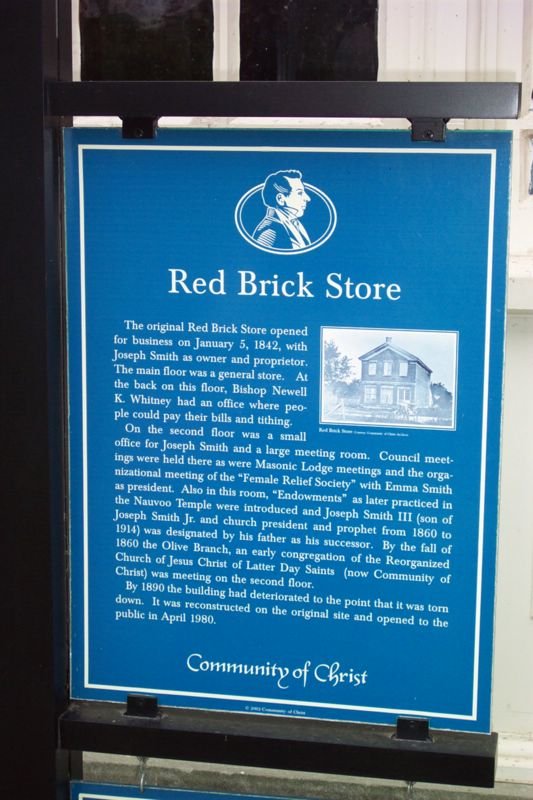 Red Brick Store
The original Red Brick Store opened
for business on January 5, 1842, with
Joseph Smith as owner and proprietor.
The main floor was a general store. At
the back on this floor, Bishop Newell
K. Whitney had an office where peo-
ple could pay their bills and tithing.
Red Brick Store Courtesy Community of Christ Archives
On the second floor was a small
office for Joseph Smith and a large meeting room. Council meet-
ings were held there as were Masonic Lodge meetings and the orga-
nizational meeting of the “Female Relief Society” with Emma Smith
as president. Also in this room, “Endowments” as later practiced in
the Nauvoo Temple were introduced and Joseph Smith III (son of
Joseph Smith Jr. and church president and prophet from 1860 to
1914) was designated by his father as his successor. By the fall of
1860 the Olive Branch, an early congregation of the Reorganized
Church of Jesus Christ of Latter Day Saints (now Community of
Christ) was meeting on the second floor.
By 1890 the building had deteriorated to the point that it was torn
down. It was reconstructed on the original site and opened to the
public in April 1980.
Community of Christ
© 2003 Community of Christ